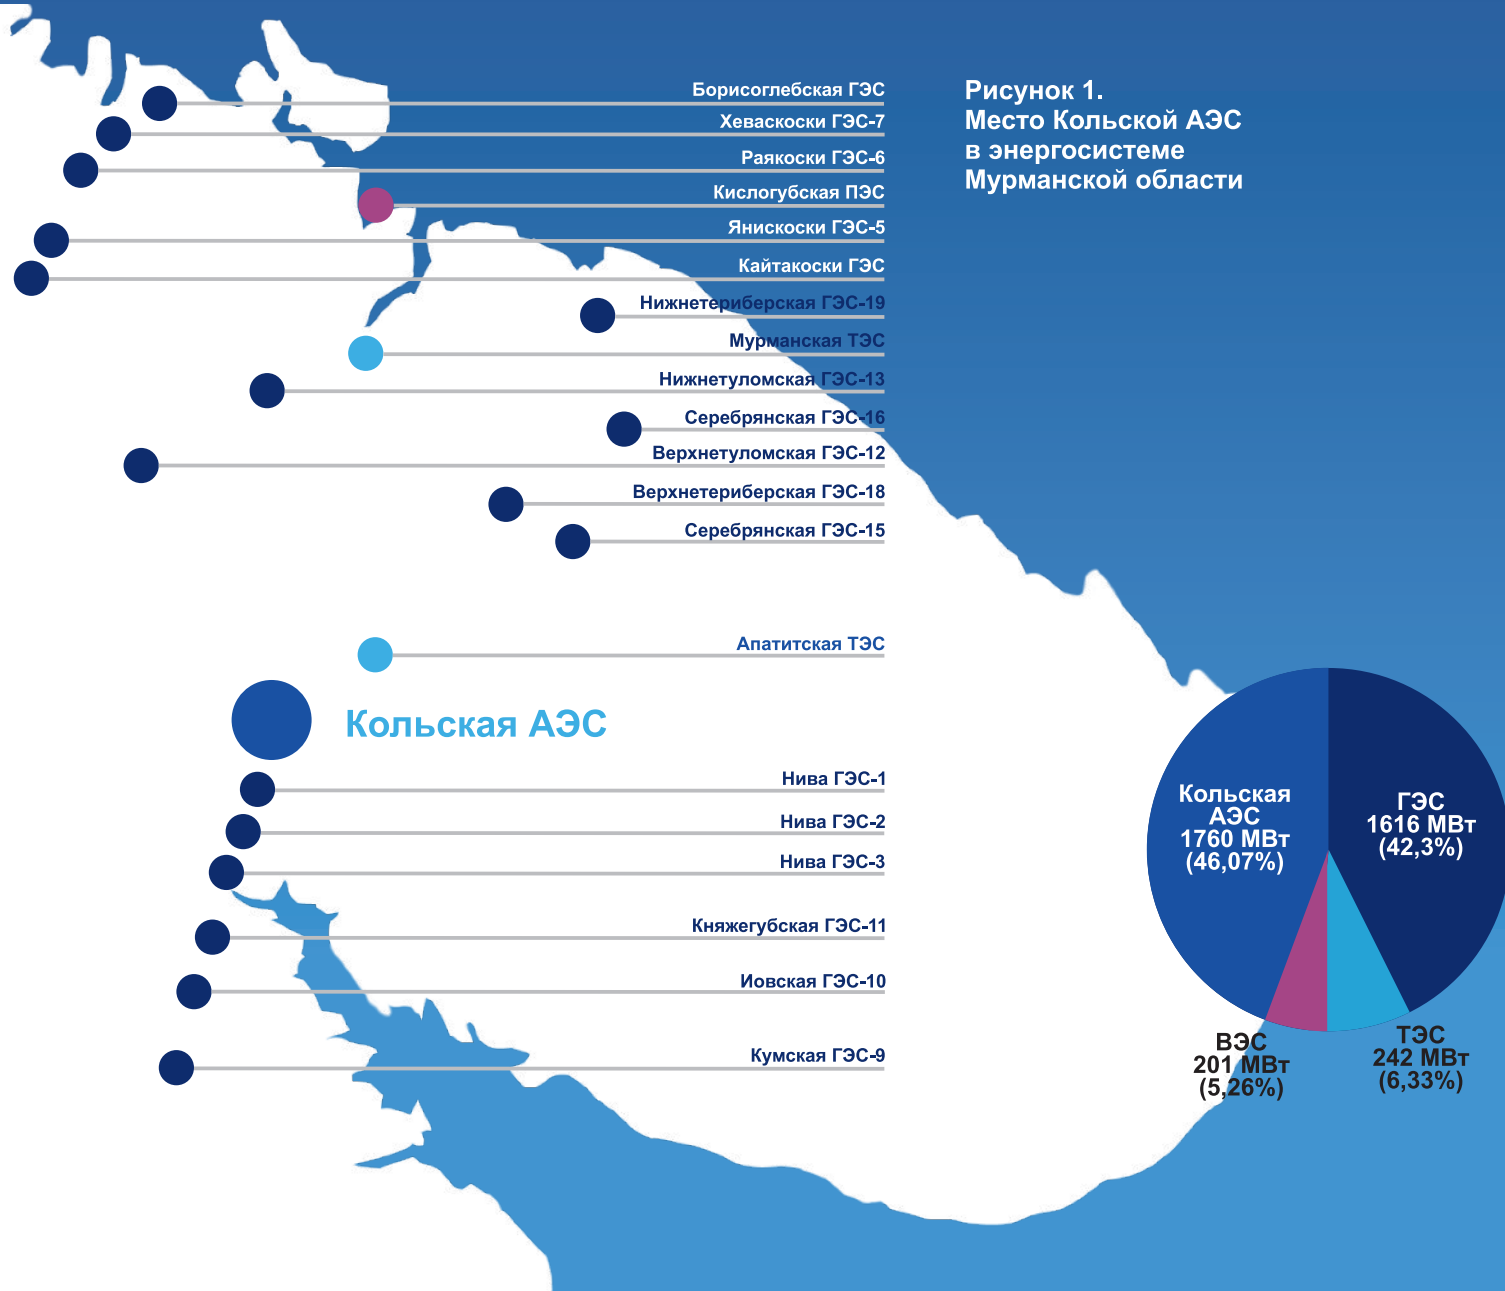 Рисунок 1.
Место Кольской АЭС
в энергосистеме
Мурманской области
Борисоглебская ГЭС
Хеваскоски ГЭС-7
Раякоски ГЭС-6
Кислогубская ПЭС
Янискоски ГЭС-5
Кайтакоски ГЭС
Нижнетериберская ГЭС-19
Мурманская ТЭС
Нижнетуломская ГЭС-13
Серебрянская ГЭС-16
Верхнетуломская ГЭС-12
Верхнетериберская ГЭС-18
Серебрянская ГЭС-15
Апатитская ТЭС
Кольская АЭС
Нива ГЭС-1
Нива ГЭС-2
Нива ГЭС-3
Княжегубская ГЭС-11
Иовская ГЭС-10
Кумская ГЭС-9
Кольская
АЭС
1760 МВт
(46,07%)
ГЭС
1616 МВт
(42,3%)
ВЭС
201 МВт
(5,26%)
ТЭС
242 МВт
(6,33%)